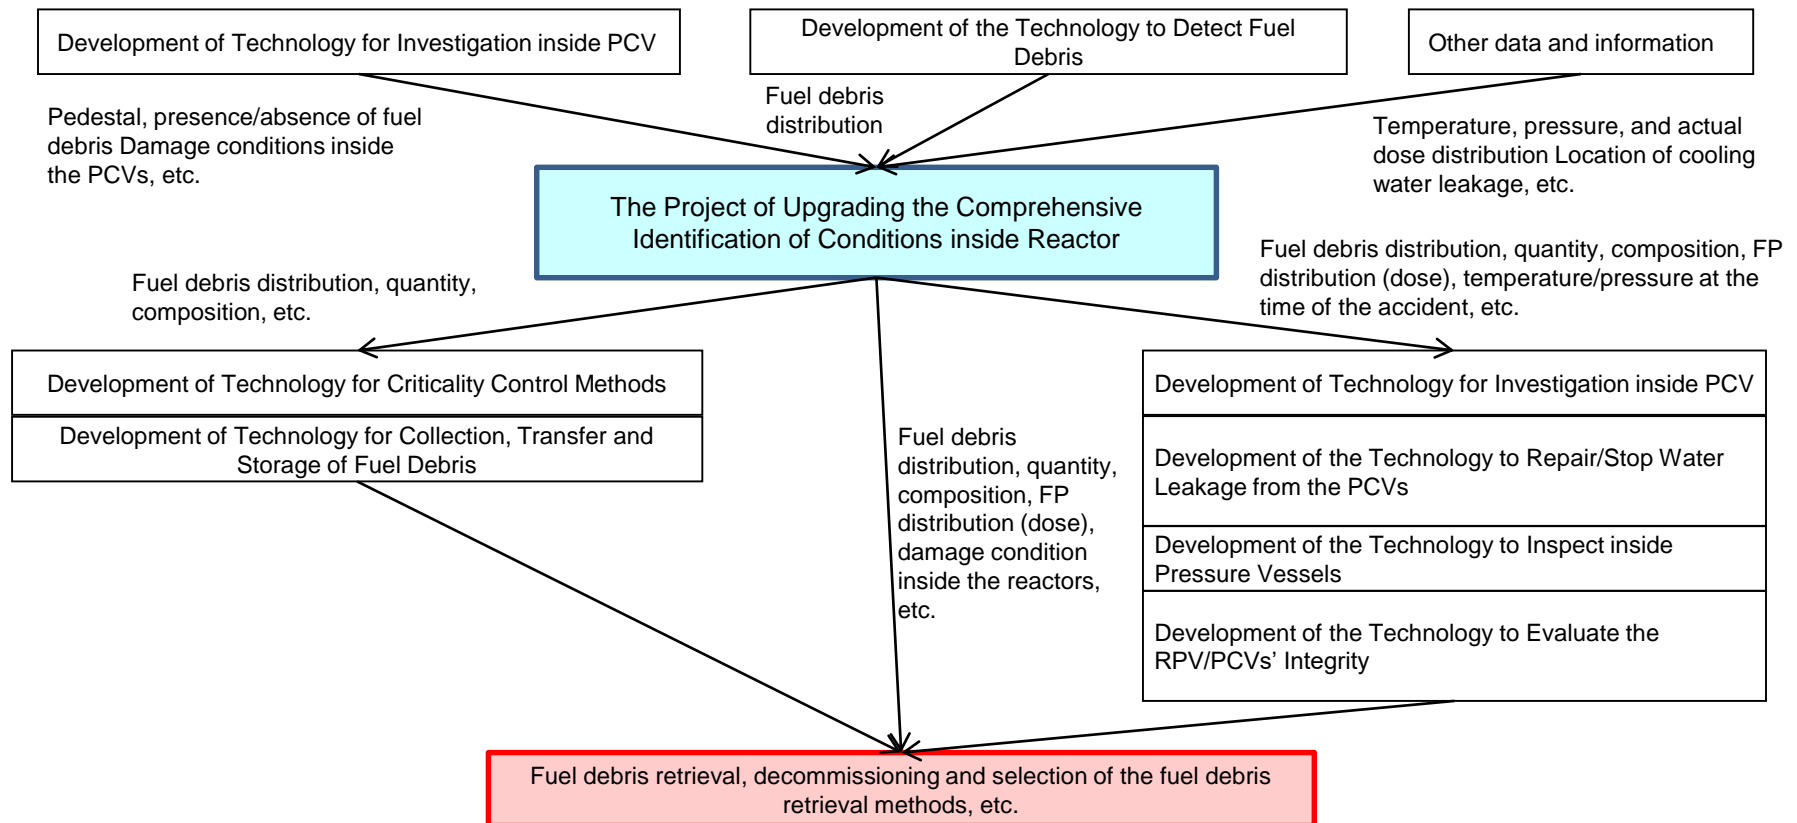 Development of Technology for Investigation inside PCV
Development of the Technology to Detect Fuel
Debris
Other data and information
Pedestal, presence/absence of fuel
debris Damage conditions inside
the PCVs, etc.
Fuel debris
distribution
Temperature, pressure, and actual
dose distribution Location of cooling
water leakage, etc.
The Project of Upgrading the Comprehensive
Identification of Conditions inside Reactor
Fuel debris distribution, quantity,
composition, etc.
Fuel debris distribution, quantity, composition, FP
distribution (dose), temperature/pressure at the
time of the accident, etc.
Development of Technology for Criticality Control Methods
Development of Technology for Collection, Transfer and
Storage of Fuel Debris
Fuel debris
distribution, quantity,
composition, FP
distribution (dose),
damage condition
inside the reactors,
etc.
Development of Technology for Investigation inside PCV
Development of the Technology to Repair/Stop Water
Leakage from the PCVs
Development of the Technology to Inspect inside
Pressure Vessels
Development of the Technology to Evaluate the
RPV/PCVs’ Integrity
Fuel debris retrieval, decommissioning and selection of the fuel debris
retrieval methods, etc.